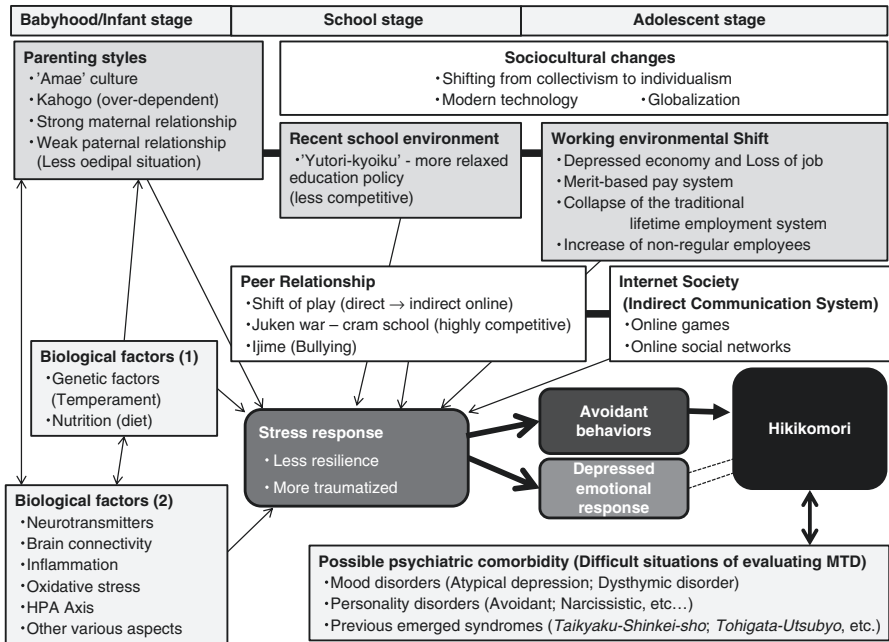 Babyhood/Infant stage
School stage
Adolescent stage
Parenting styles
・'Amae' culture
・Kahogo (over-dependent)
・Strong maternal relationship
・Weak paternal relationship
(Less oedipal situation)
Sociocultural changes
・Shifting from collectivism to individualism
・Modern technology ・Globalization
Recent school environment
・'Yutori-kyoiku' - more relaxed
education policy
(less competitive)
Working environmental Shift
・Depressed economy and Loss of job
・Merit-based pay system
・Collapse of the traditional
lifetime employment system
・Increase of non-regular employees
Peer Relationship
・Shift of play (direct → indirect online)
・Juken war – cram school (highly competitive)
・Ijime (Bullying)
Internet Society
(Indirect Communication System)
・Online games
・Online social networks
Biological factors (1)
・Genetic factors
(Temperament)
・Nutrition (diet)
Stress response
・Less resilience
・More traumatized
Avoidant
behaviors
Depressed
emotional
response
Hikikomori
Biological factors (2)
・Neurotransmitters
・Brain connectivity
・Inflammation
・Oxidative stress
・HPA Axis
・Other various aspects
Possible psychiatric comorbidity (Difficult situations of evaluating MTD)
・Mood disorders (Atypical depression; Dysthymic disorder)
・Personality disorders (Avoidant; Narcissistic, etc…)
・Previous emerged syndromes (Taikyaku-Shinkei-sho; Tohigata-Utsubyo, etc.)